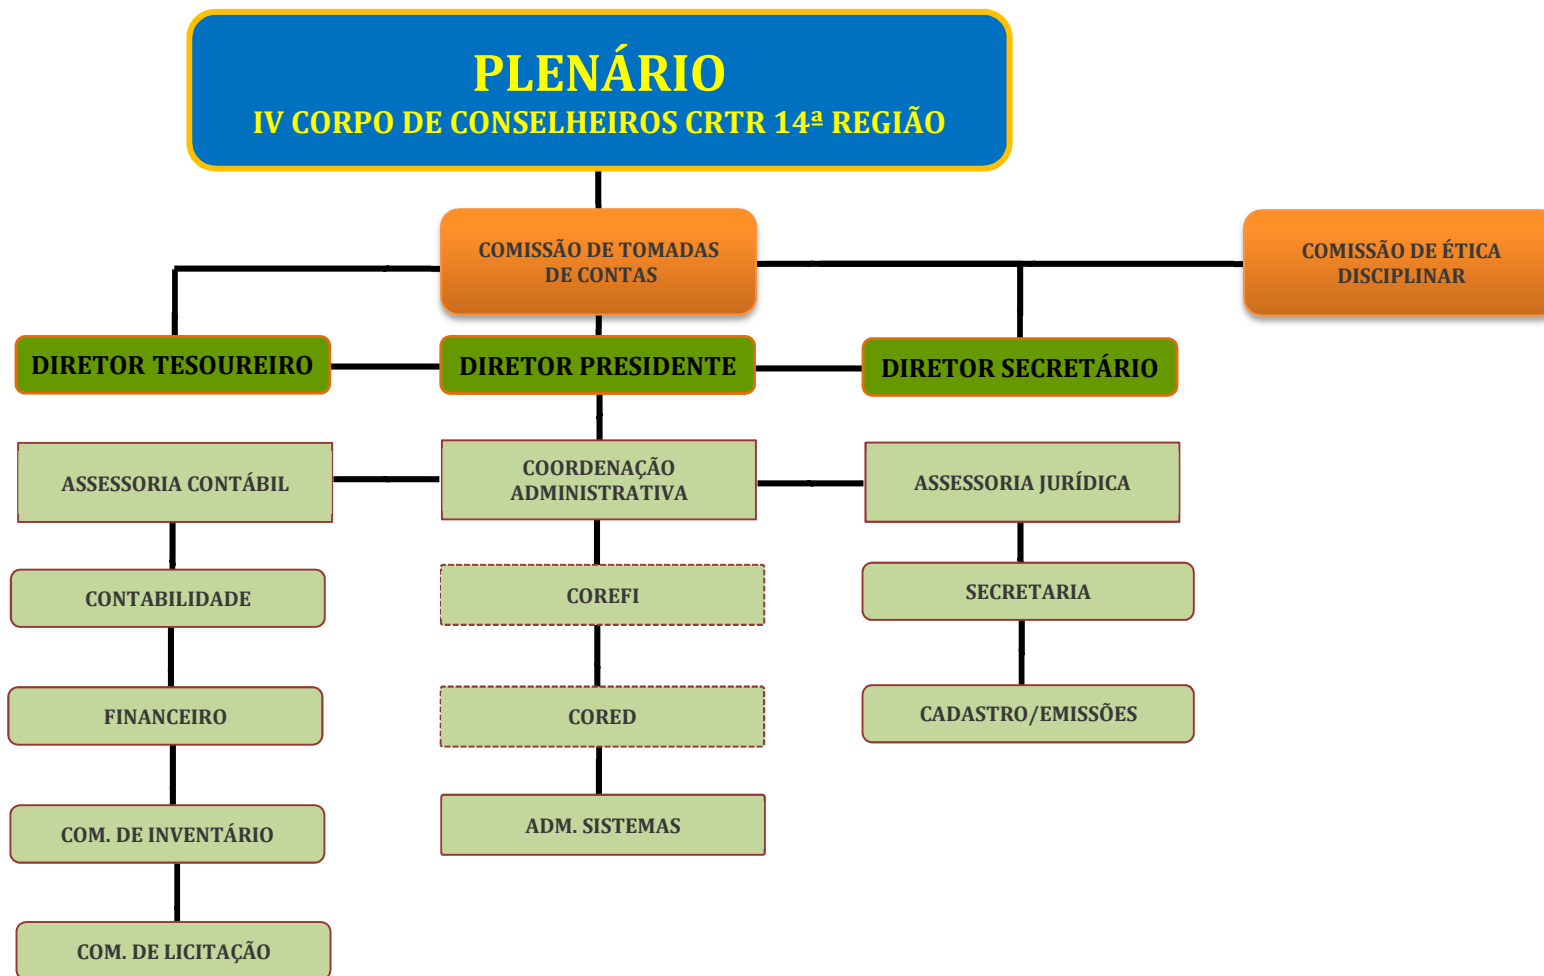 PLENÁRIO
IV CORPO DE CONSELHEIROS CRTR 14ª REGIÃO
COMISSÃO DE TOMADAS
DE CONTAS
COMISSÃO DE ÉTICA
DISCIPLINAR
DIRETOR TESOUREIRO
DIRETOR PRESIDENTE
DIRETOR SECRETÁRIO
ASSESSORIA CONTÁBIL
COORDENAÇÃO
ADMINISTRATIVA
ASSESSORIA JURÍDICA
CONTABILIDADE
COREFI
SECRETARIA
FINANCEIRO
CORED
CADASTRO/EMISSÕES
COM. DE INVENTÁRIO
ADM. SISTEMAS
COM. DE LICITAÇÃO